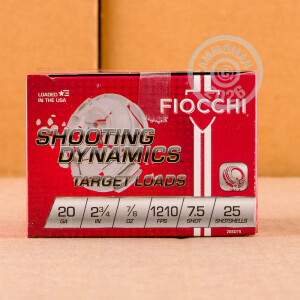 LOADED
IN THE USA
FIOCCHI
SHOOTING
DYNAMICS
TARGET LOADS
20 2¾ 7/8 1210 7.5 25
GA IN OZ FPS SHOT SHOTSHELLS